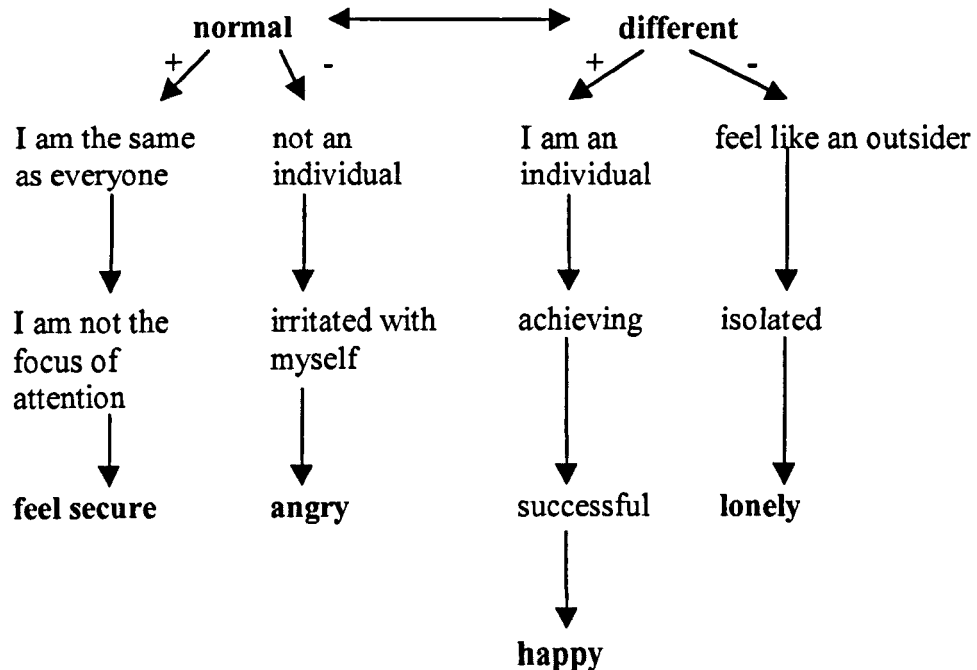 normal
different
+
-
+
-
I am the same
as everyone
not an
individual
I am an
individual
feel like an outsider
I am not the
focus of
attention
irritated with
myself
achieving
isolated
feel secure
angry
successful
lonely
happy